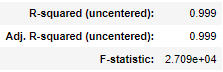 R-squared (uncentered): 0.999
Adj. R-squared (uncentered): 0.999
F-statistic: 2.709e+04